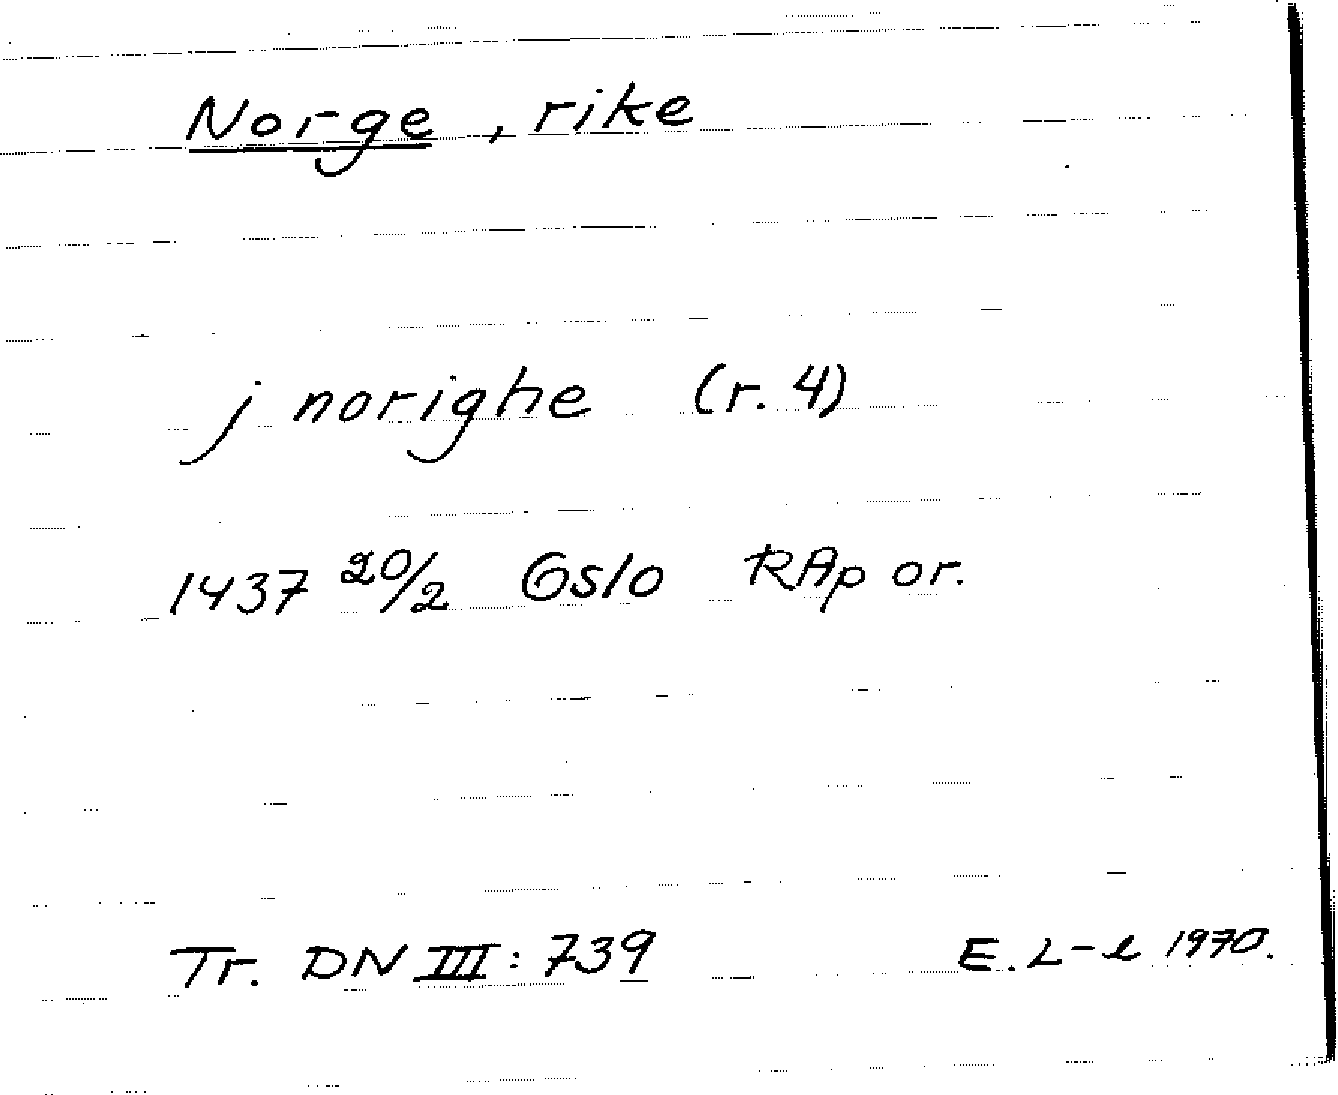 Norge, rike
j norighe (r. 4)
1437 20/2 Oslo RAp or.
Tr. DN III: 739 E. L-l 1970.